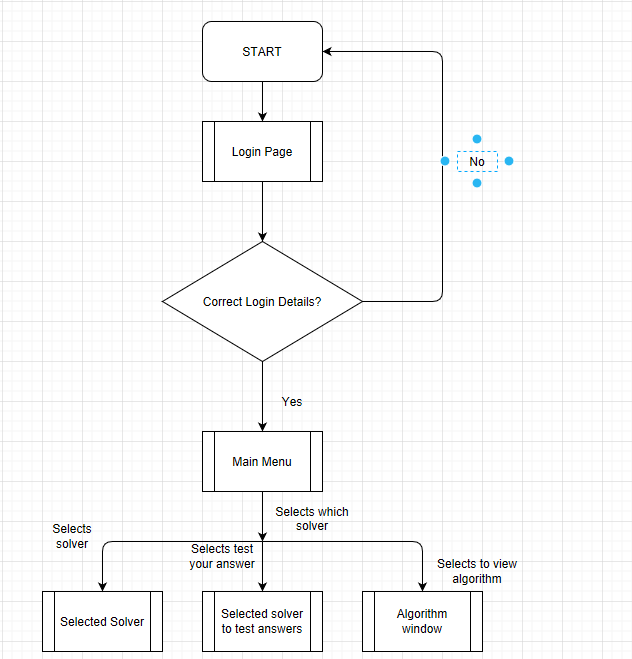 START
Login Page
No
Correct Login Details?
Yes
Main Menu
Selects which
solver
Selects
solver
Selects test
your answer
Selects to view
algorithm
Selected Solver
Selected solver
to test answers
Algorithm
window